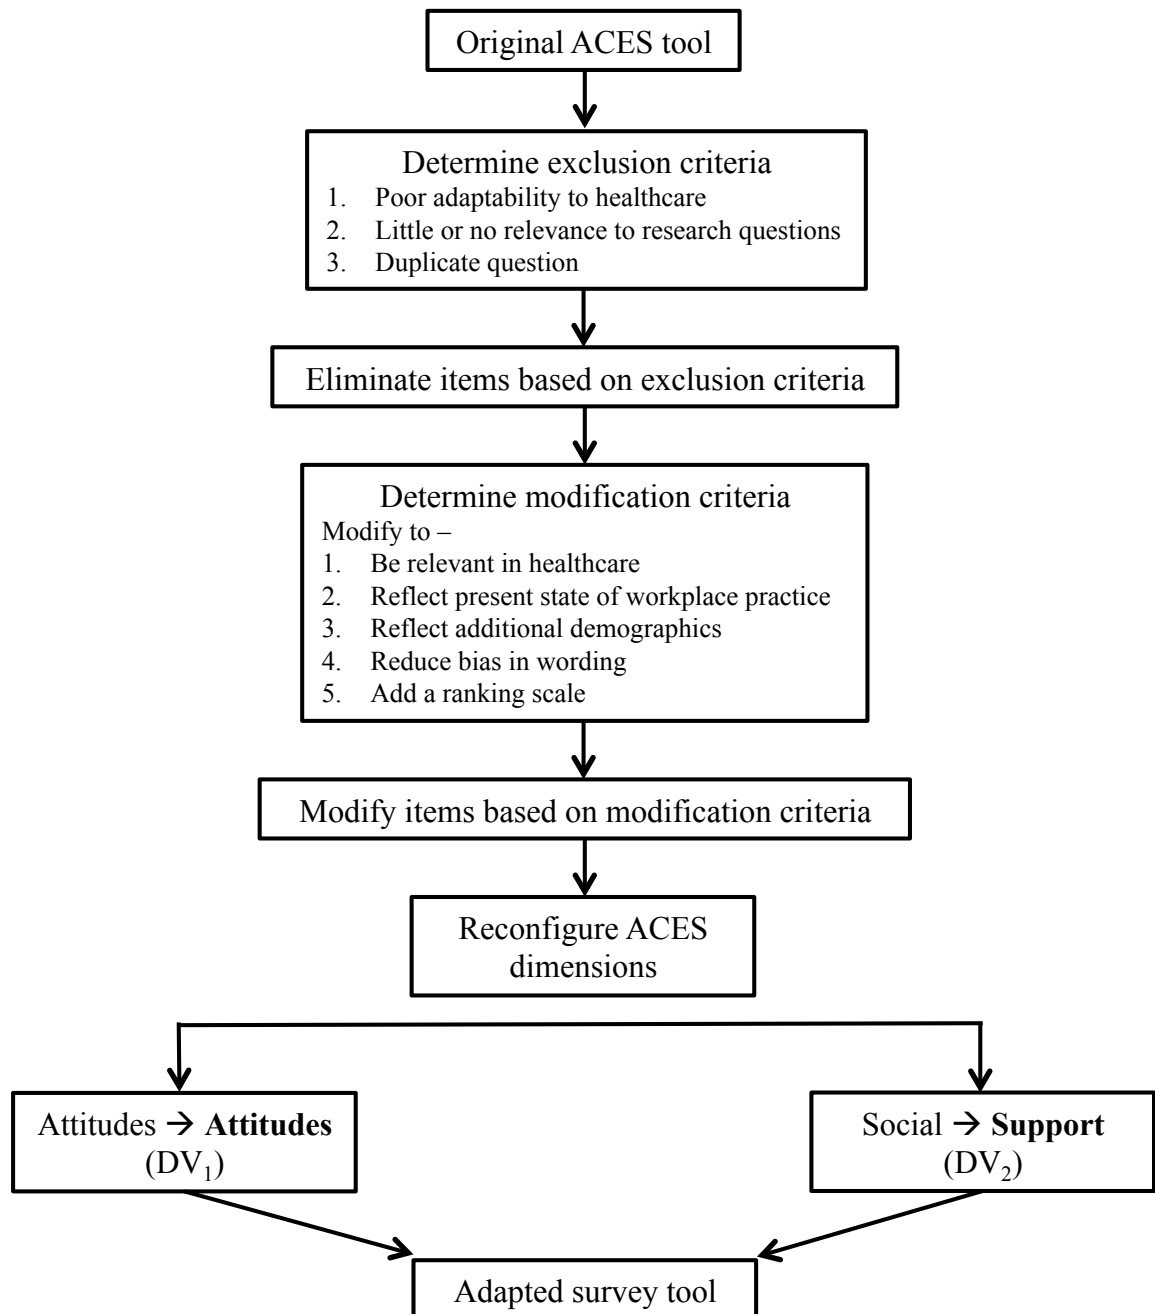 Original ACES tool
Determine exclusion criteria
1. Poor adaptability to healthcare
2. Little or no relevance to research questions
3. Duplicate question
Eliminate items based on exclusion criteria
Determine modification criteria
Modify to –
1. Be relevant in healthcare
2. Reflect present state of workplace practice
3. Reflect additional demographics
4. Reduce bias in wording
5. Add a ranking scale
Modify items based on modification criteria
Reconfigure ACES
dimensions
Attitudes → Attitudes
(DV₁)
Social → Support
(DV₂)
Adapted survey tool